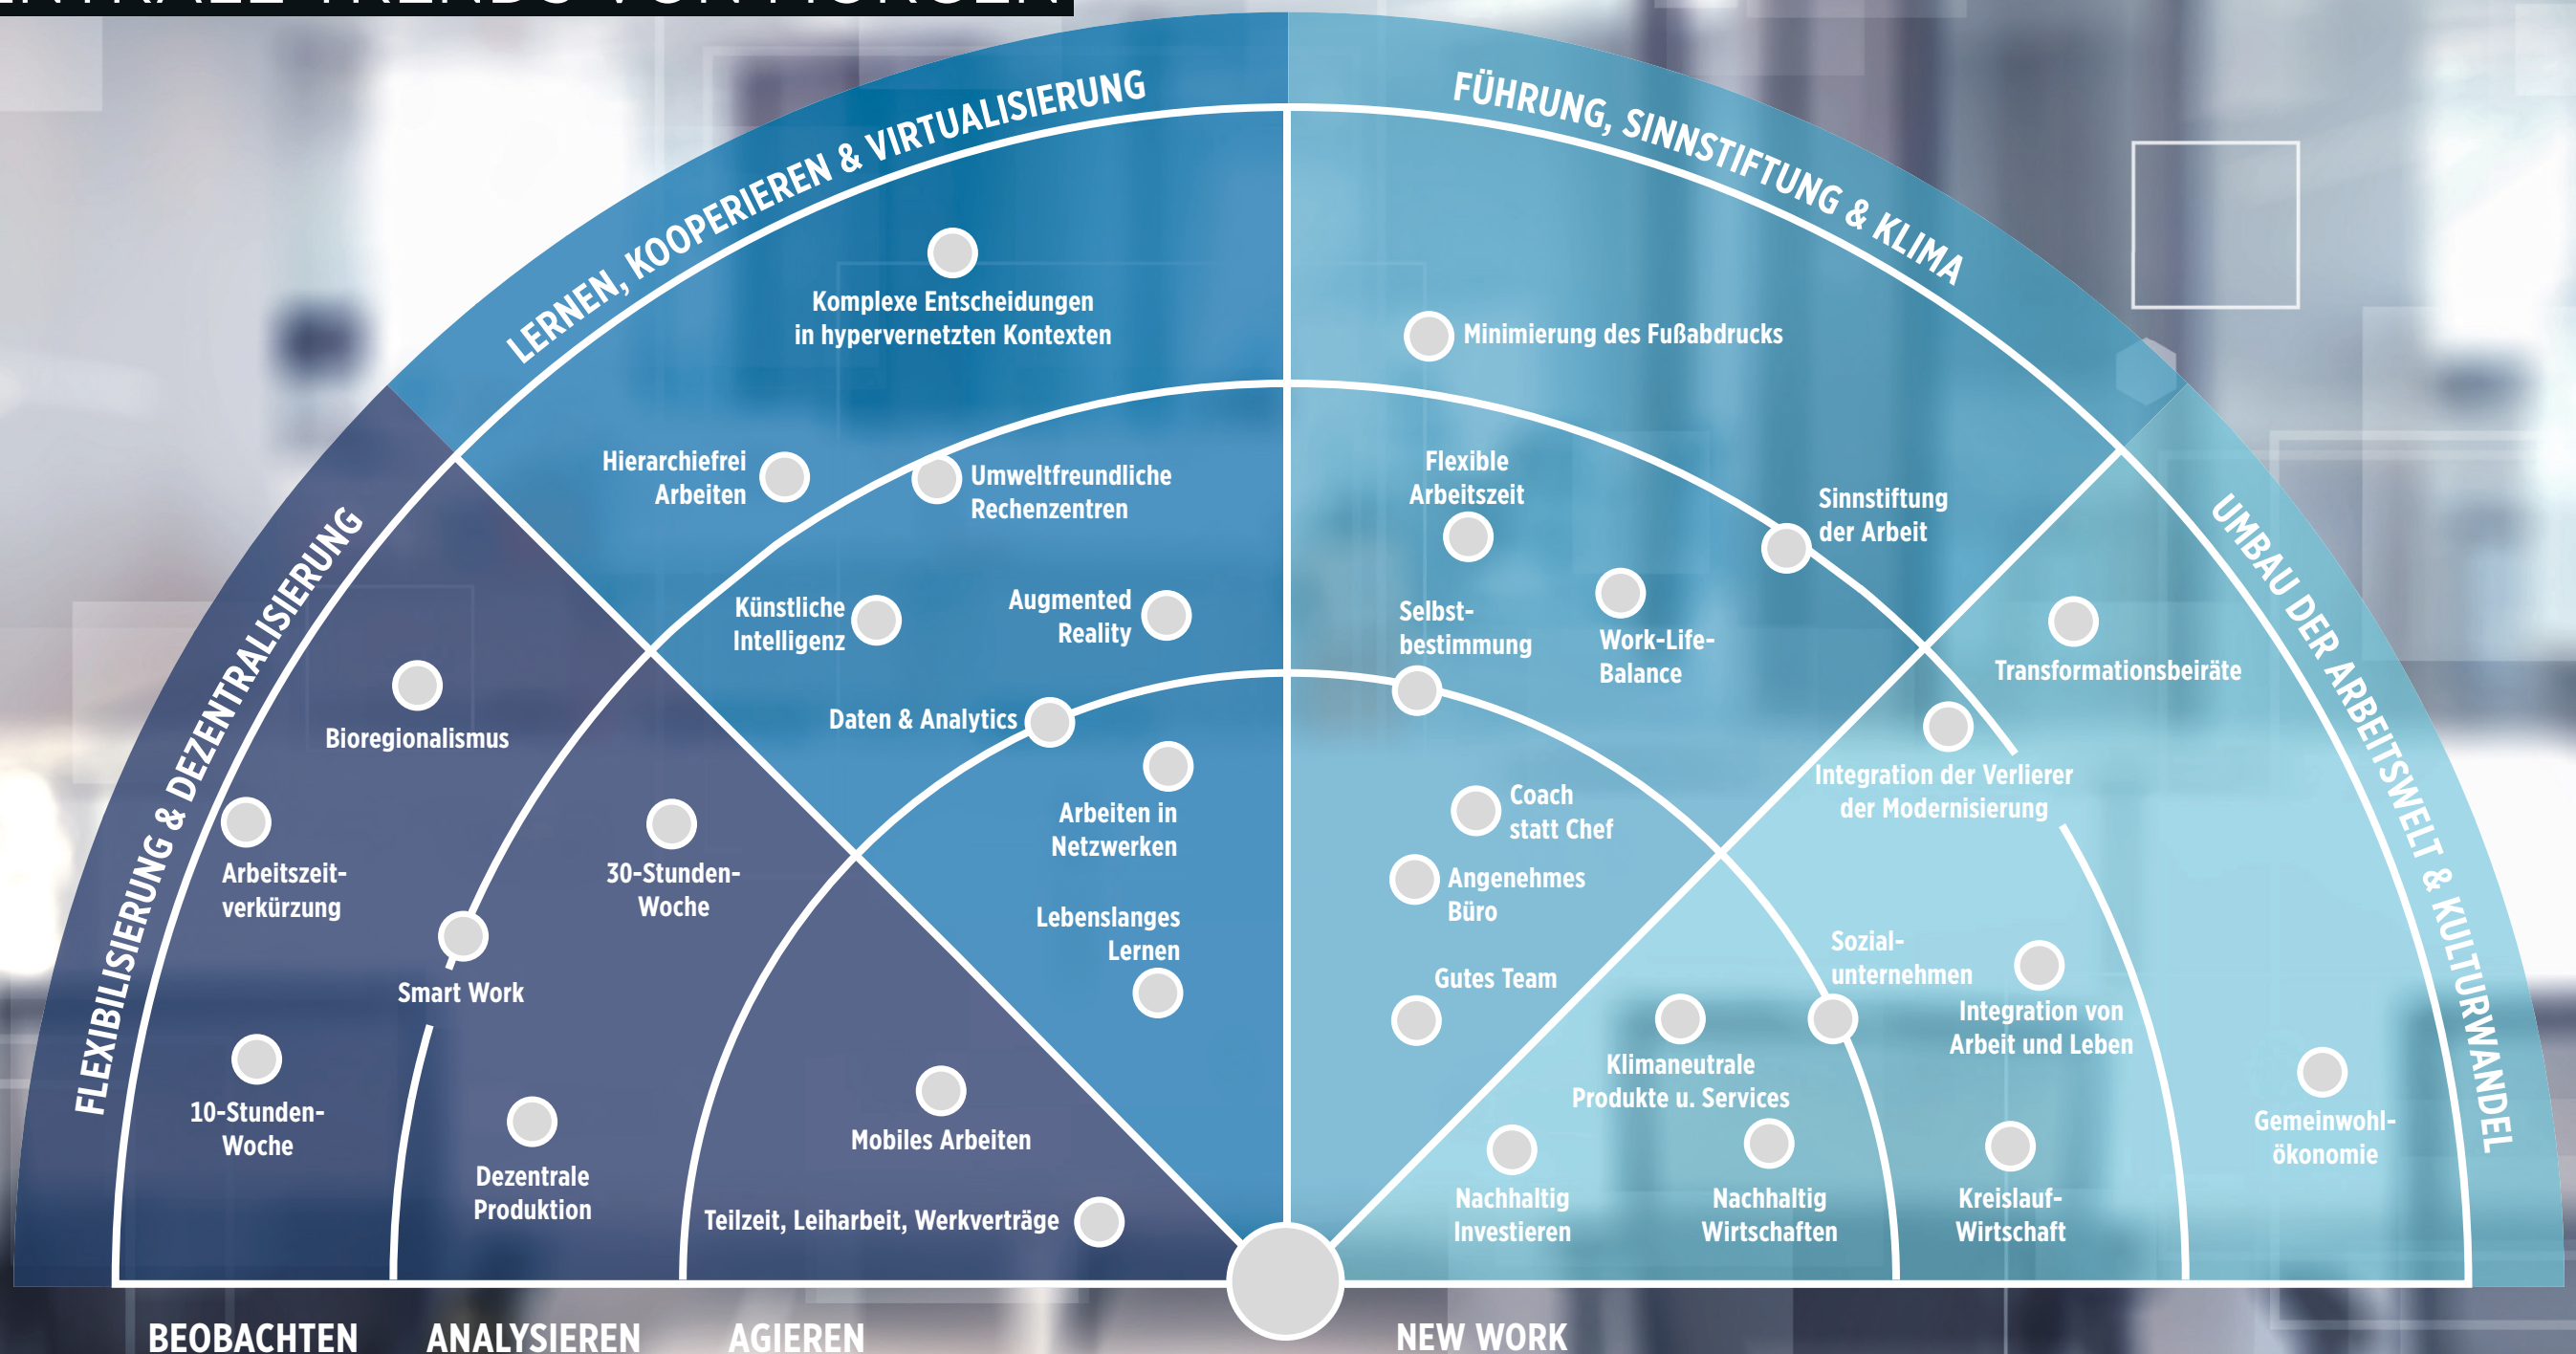 TRENDS VON MORGEN
LERNEN, KOOPERIEREN & VIRTUALISIERUNG
FÜHRUNG, SINNSTIFTUNG & KLIMA
FLEXIBILISIERUNG & DEZENTRALISIERUNG
UMBAU DER ARBEITSWELT & KULTURWANDEL
Komplexe Entscheidungen
in hypervernetzten Kontexten
Hierarchiefrei
Arbeiten
Umweltfreundliche
Rechenzentren
Künstliche
Intelligenz
Augmented
Reality
Daten & Analytics
Arbeiten in
Netzwerken
Lebenslanges
Lernen
Minimierung des Fußabdrucks
Flexible
Arbeitszeit
Sinnstiftung
der Arbeit
Selbst-
bestimmung
Work-Life-
Balance
Coach
statt Chef
Angenehmes
Büro
Gutes Team
Bioregionalismus
Arbeitszeit-
verkürzung
30-Stunden-
Woche
Smart Work
10-Stunden-
Woche
Dezentrale
Produktion
Mobiles Arbeiten
Teilzeit, Leiharbeit, Werkverträge
Transformationsbeiräte
Integration der Verlierer
der Modernisierung
Sozial-
unternehmen
Integration von
Arbeit und Leben
Klimaneutrale
Produkte u. Services
Gemeinwohl-
ökonomie
Nachhaltig
Investieren
Nachhaltig
Wirtschaften
Kreislauf-
Wirtschaft
BEOBACHTEN
ANALYSIEREN
AGIEREN
NEW WORK